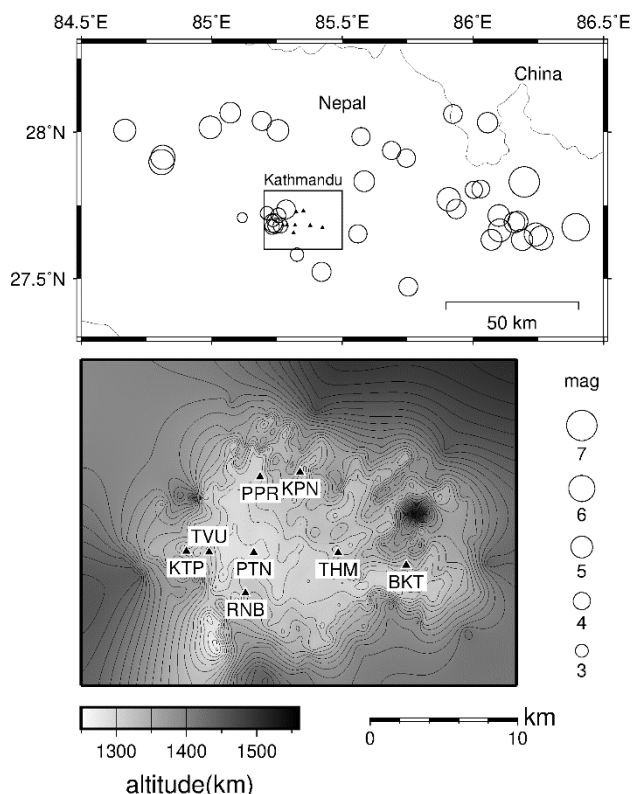 84.5˚E 85˚E 85.5˚E 86˚E 86.5˚E
China
Nepal
28˚N
Kathmandu
27.5˚N
50 km
mag
7
6
5
4
3
PPR KPN
TVU
KTP PTN THM BKT
RNB
1300 1400 1500
altitude(km)
km
0 10